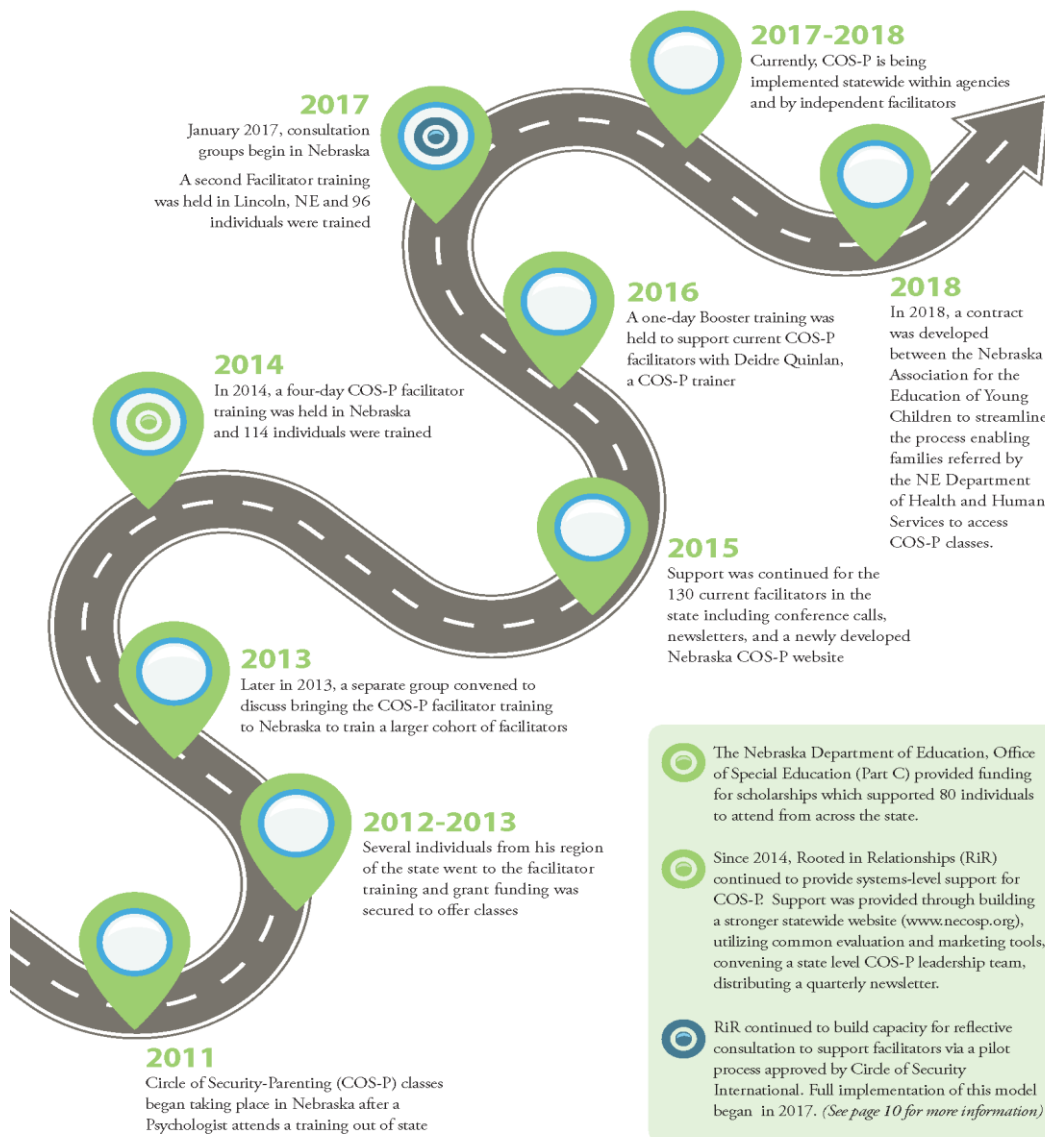 2017-2018
Currently, COS-P is being
implemented statewide within agencies
and by independent facilitators
2017
January 2017, consultation
groups begin in Nebraska
A second Facilitator training
was held in Lincoln, NE and 96
individuals were trained
2018
In 2018, a contract
was developed
between the Nebraska
Association for the
Education of Young
Children to streamline
the process enabling
families referred by
the NE Department
of Health and Human
Services to access
COS-P classes.
2016
A one-day Booster training was
held to support current COS-P
facilitators with Deidre Quinlan,
a COS-P trainer
2014
In 2014, a four-day COS-P facilitator
training was held in Nebraska
and 114 individuals were trained
2015
Support was continued for the
130 current facilitators in the
state including conference calls,
newsletters, and a newly developed
Nebraska COS-P website
2013
Later in 2013, a separate group convened to
discuss bringing the COS-P facilitator training
to Nebraska to train a larger cohort of facilitators
2012-2013
Several individuals from his region
of the state went to the facilitator
training and grant funding was
secured to offer classes
2011
Circle of Security-Parenting (COS-P) classes
began taking place in Nebraska after a
Psychologist attends a training out of state
The Nebraska Department of Education, Office
of Special Education (Part C) provided funding
for scholarships which supported 80 individuals
to attend from across the state.
Since 2014, Rooted in Relationships (RiR)
continued to provide systems-level support for
COS-P. Support was provided through building
a stronger statewide website (www.necosp.org),
utilizing common evaluation and marketing tools,
convening a state level COS-P leadership team,
distributing a quarterly newsletter.
RiR continued to build capacity for reflective
consultation to support facilitators via a pilot
process approved by Circle of Security
International. Full implementation of this model
began in 2017. (See page 10 for more information)